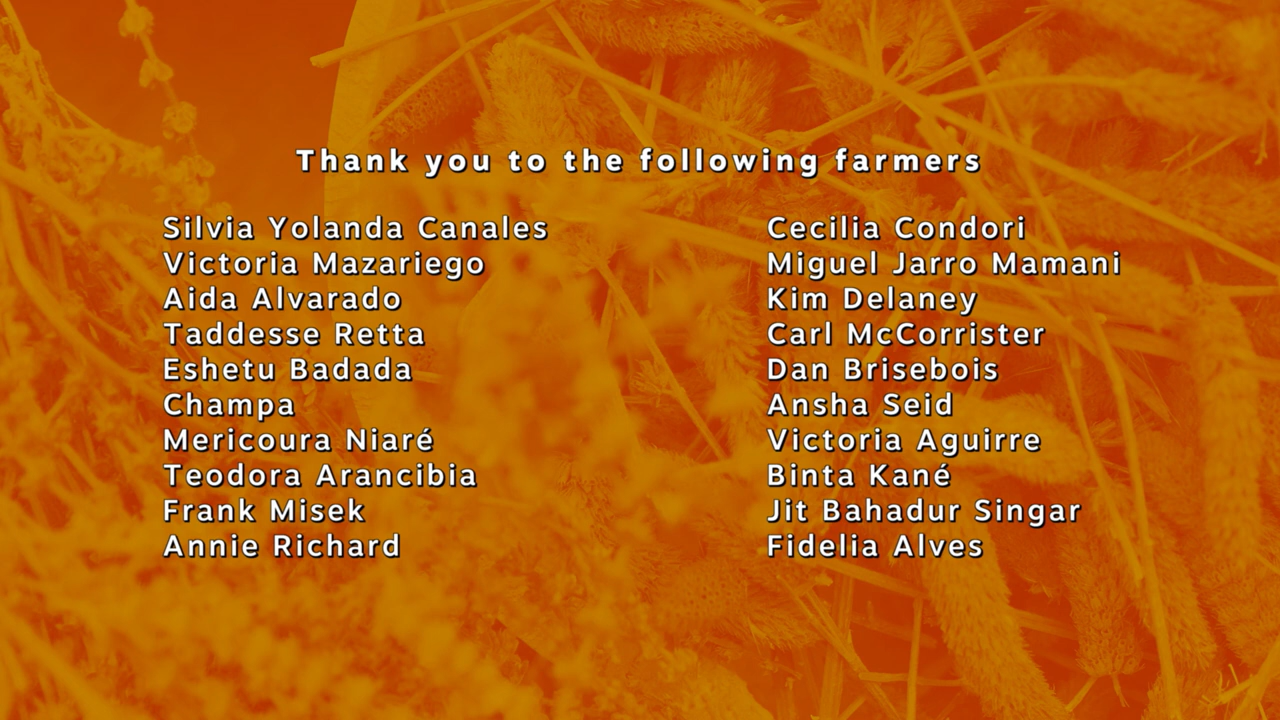 Thank you to the following farmers
Silvia Yolanda Canales
Victoria Mazariego
Aida Alvarado
Taddesse Retta
Eshetu Badada
Champa
Mericoura Niaré
Teodora Arancibia
Frank Misek
Annie Richard
Cecilia Condori
Miguel Jarro Mamani
Kim Delaney
Carl McCorrister
Dan Brisebois
Ansha Seid
Victoria Aguirre
Binta Kané
Jit Bahadur Singar
Fidelia Alves